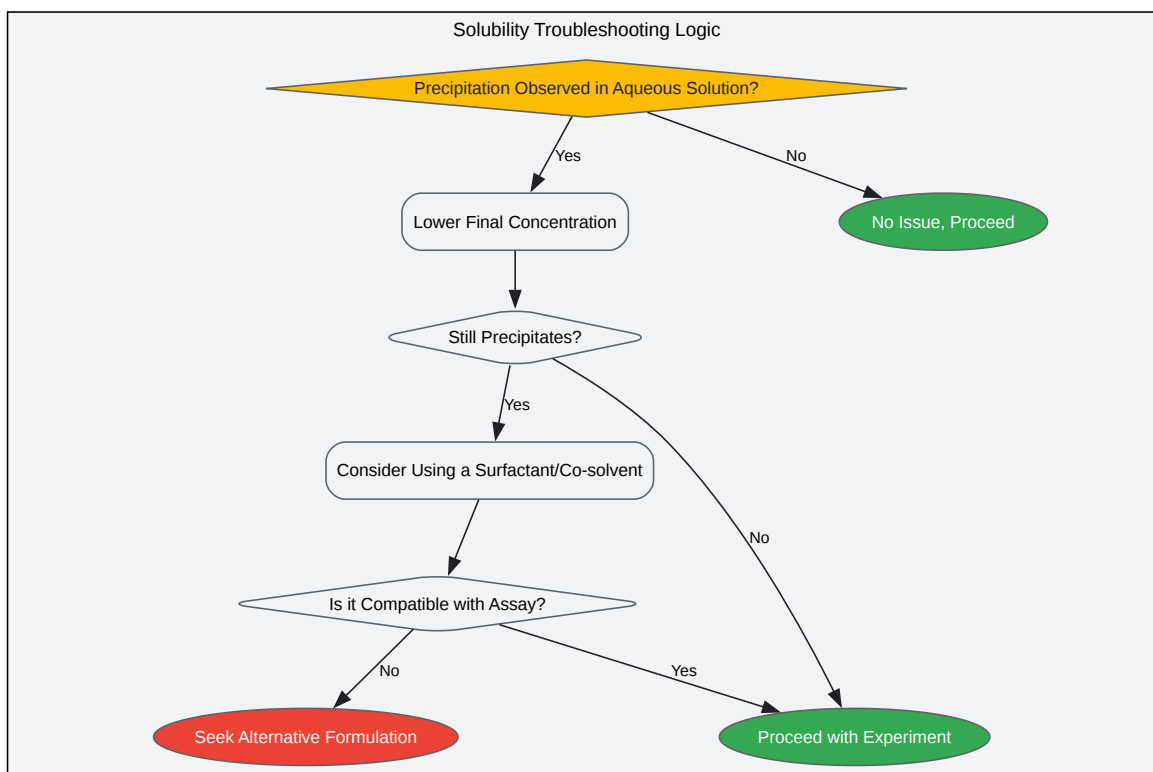 Solubility Troubleshooting Logic
Precipitation Observed in Aqueous Solution?
Yes
No
Lower Final Concentration
No Issue, Proceed
Still Precipitates?
Yes
Consider Using a Surfactant/Co-solvent
No
Is it Compatible with Assay?
No
Yes
Seek Alternative Formulation
Proceed with Experiment